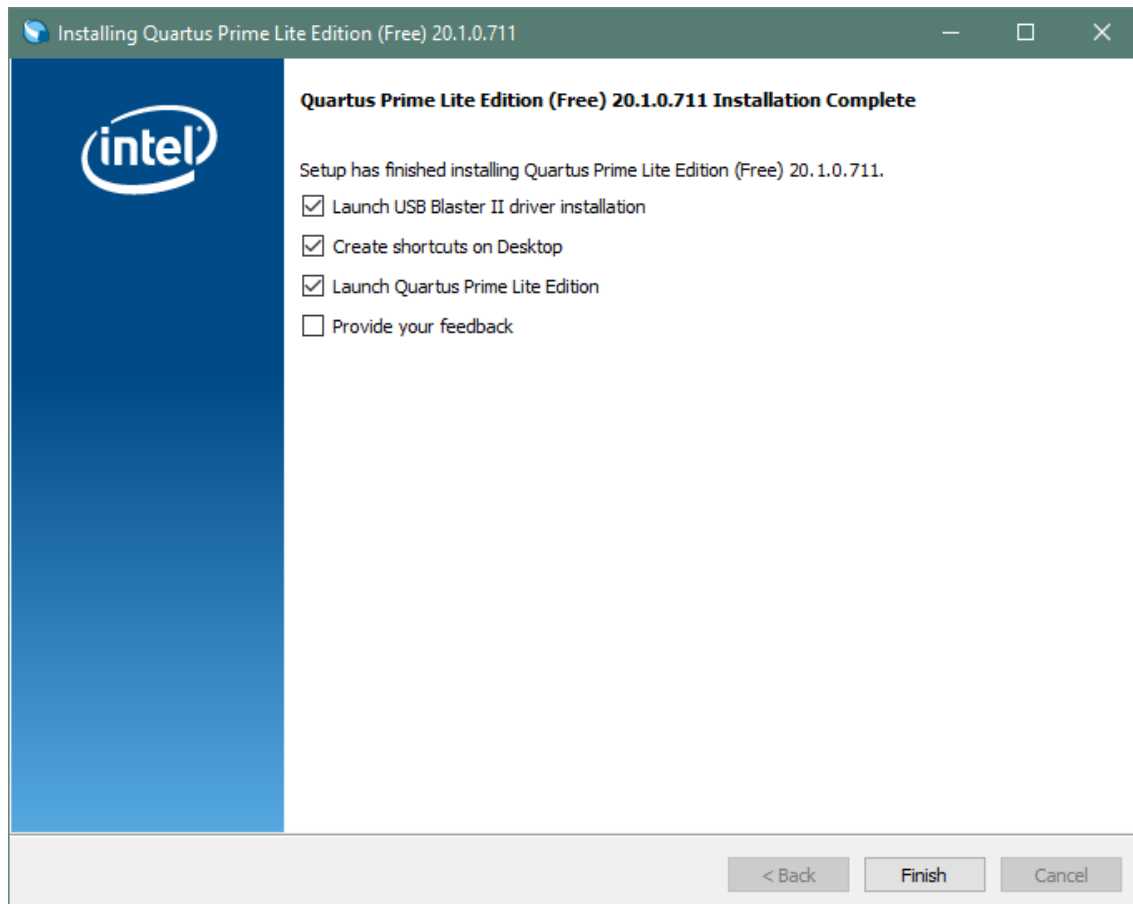 Installing Quartus Prime Lite Edition (Free) 20.1.0.711
intel
Quartus Prime Lite Edition (Free) 20.1.0.711 Installation Complete
Setup has finished installing Quartus Prime Lite Edition (Free) 20.1.0.711.
Launch USB Blaster II driver installation
Create shortcuts on Desktop
Launch Quartus Prime Lite Edition
Provide your feedback
< Back
Finish
Cancel